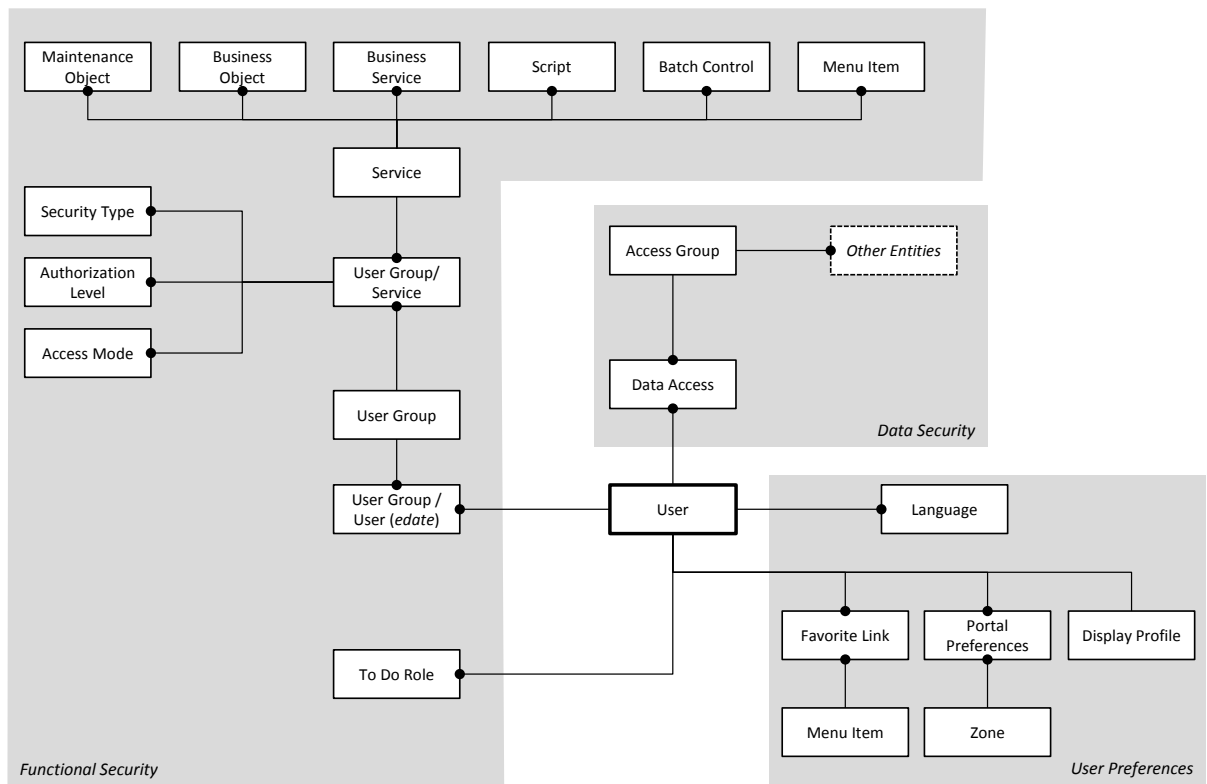 Maintenance
Object
Business
Object
Business
Service
Script
Batch Control
Menu Item
Service
Security Type
Authorization
Level
Access Mode
User Group/
Service
User Group
User Group /
User (edate)
To Do Role
Functional Security
Access Group
Other Entities
Data Access
Data Security
User
Language
Favorite Link
Portal
Preferences
Display Profile
Menu Item
Zone
User Preferences